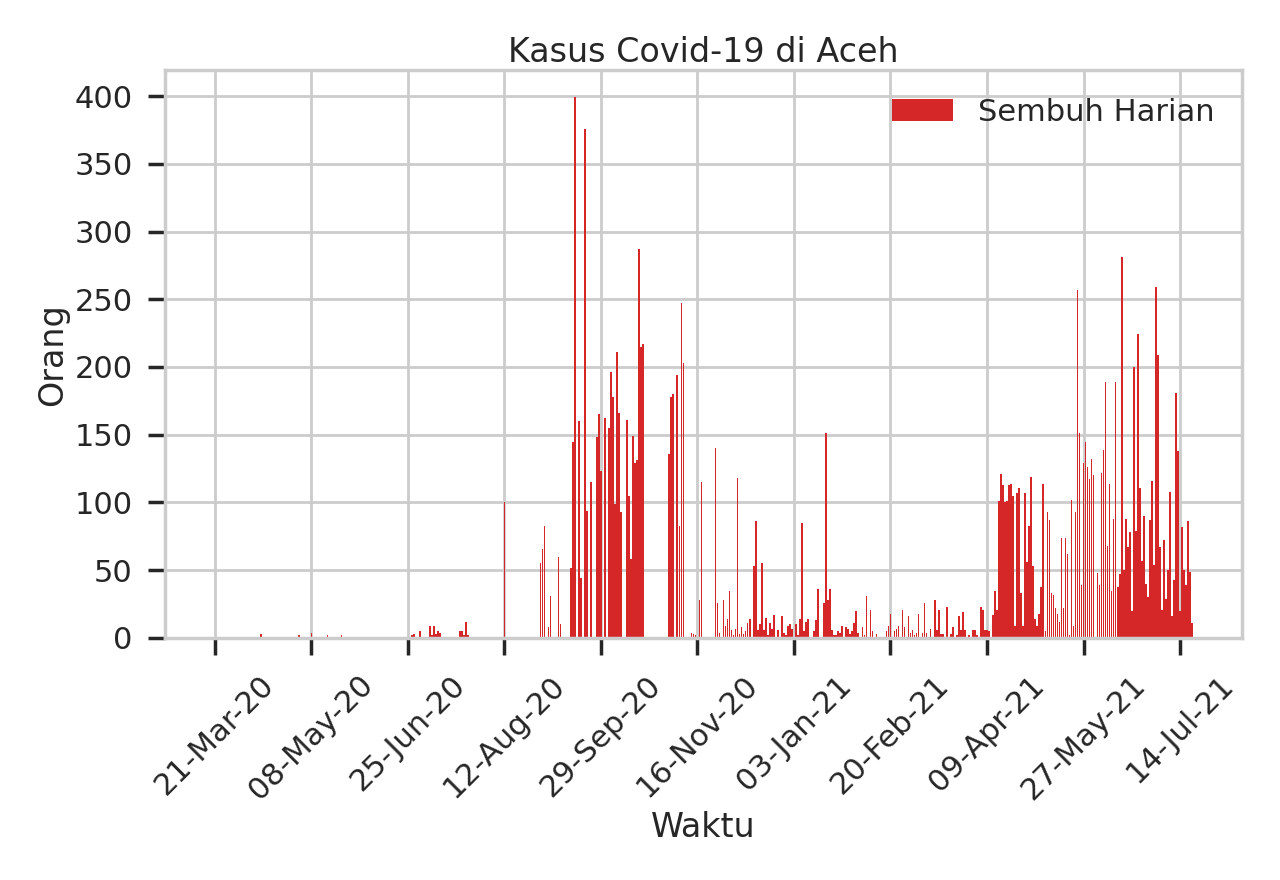 Kasus Covid-19 di Aceh
Sembuh Harian
Orang
400
350
300
250
200
150
100
50
0
21-Mar-20
08-May-20
25-Jun-20
12-Aug-20
29-Sep-20
16-Nov-20
03-Jan-21
20-Feb-21
09-Apr-21
27-May-21
14-Jul-21
Waktu